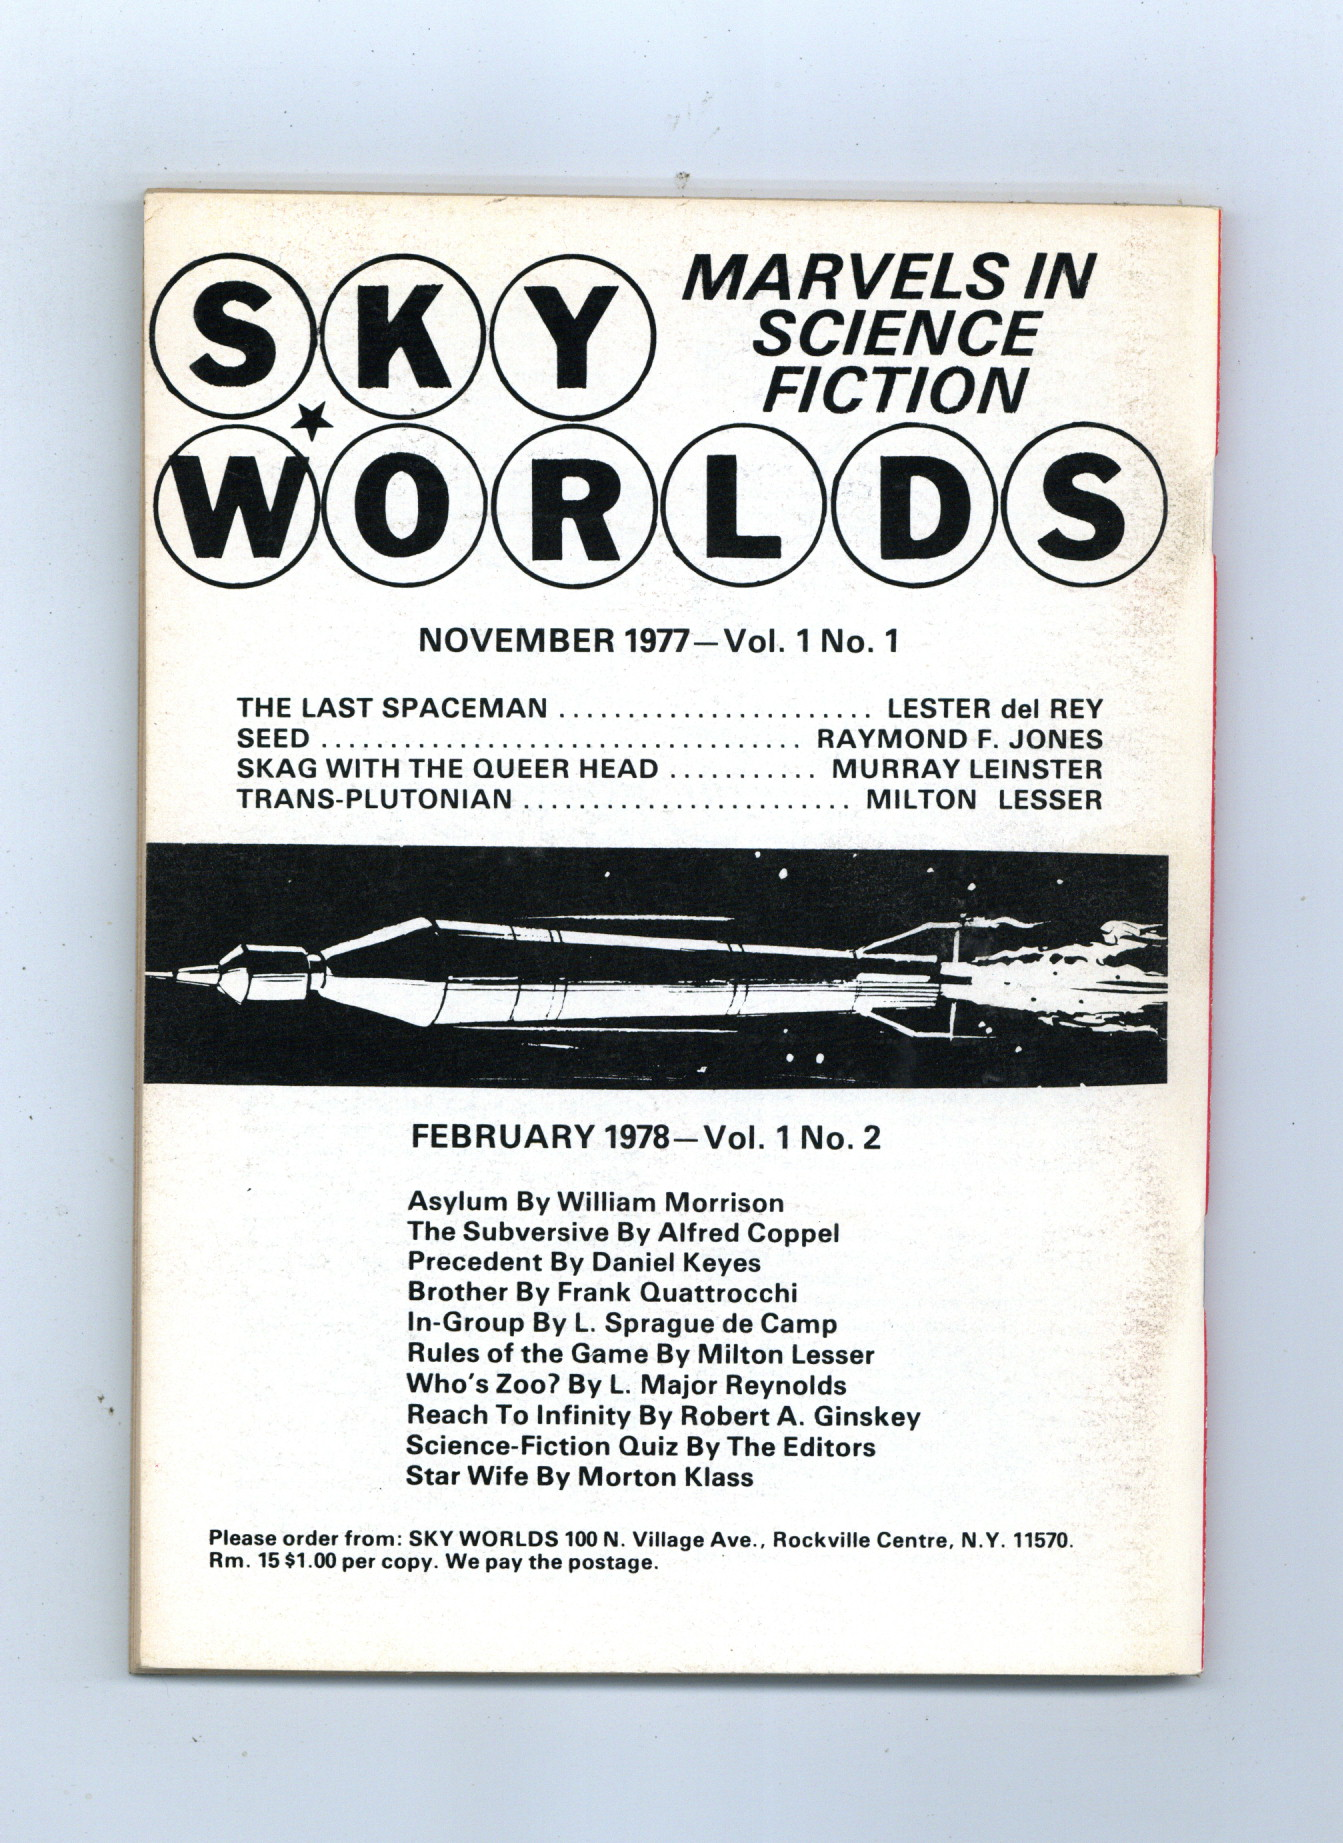 SKY
MARVELS IN
SCIENCE
FICTION
WORLDS
NOVEMBER 1977—Vol. 1 No. 1
THE LAST SPACEMAN ....................... LESTER del REY
SEED ................................... RAYMOND F. JONES
SKAG WITH THE QUEER HEAD ........... MURRAY LEINSTER
TRANS-PLUTONIAN ........................ MILTON LESSER
FEBRUARY 1978—Vol. 1 No. 2
Asylum By William Morrison
The Subversive By Alfred Coppel
Precedent By Daniel Keyes
Brother By Frank Quattrocchi
In-Group By L. Sprague de Camp
Rules of the Game By Milton Lesser
Who's Zoo? By L. Major Reynolds
Reach To Infinity By Robert A. Ginskey
Science-Fiction Quiz By The Editors
Star Wife By Morton Klass
Please order from: SKY WORLDS 100 N. Village Ave., Rockville Centre, N.Y. 11570.
Rm. 15 $1.00 per copy. We pay the postage.